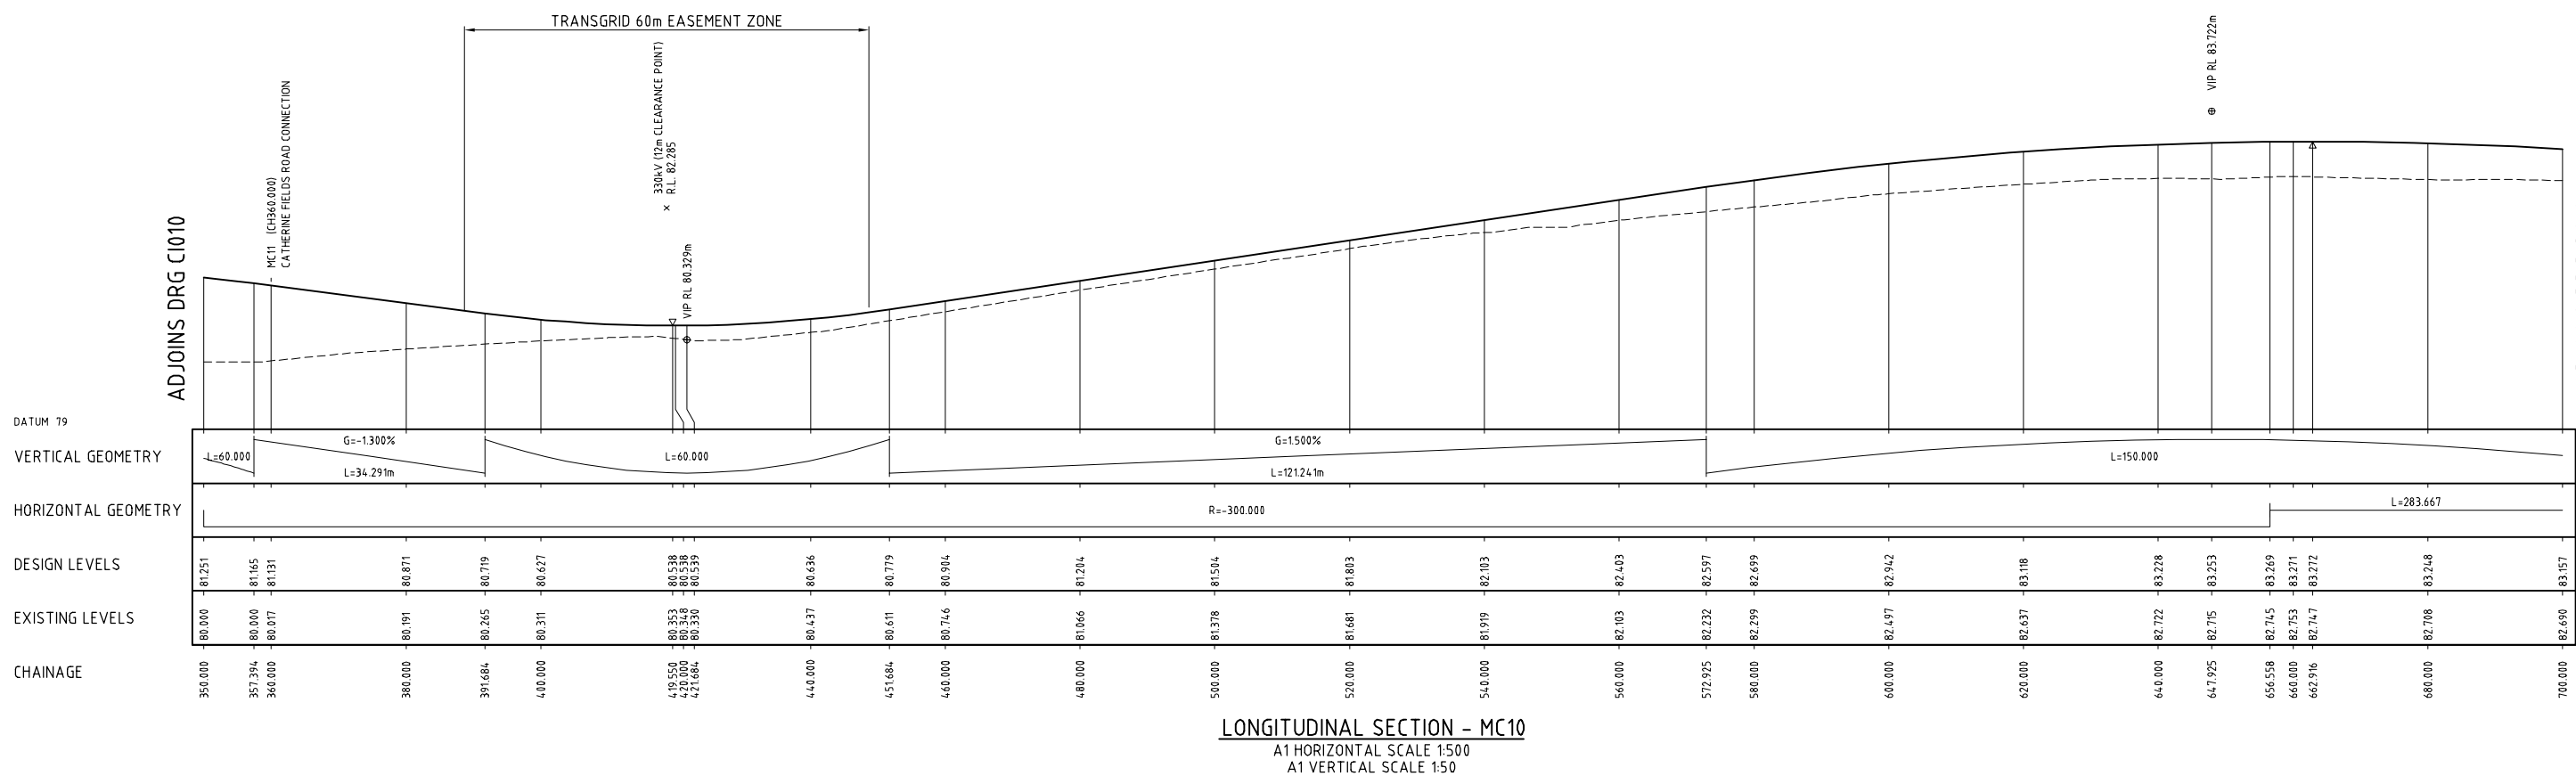 TRANSGRID 60m EASEMENT ZONE
VIP RL 83.722m
330kV (12m CLEARANCE POINT)
R.L. 82.285
MC11 (CH360.000)
CATHERINE FIELDS ROAD CONNECTION
ADJOINS DRG CI010
VIP RL 80.329m
DATUM 79
VERTICAL GEOMETRY
L=60.000
G=-1.300%
L=34.291m
L=60.000
G=1.500%
L=121.241m
L=150.000
HORIZONTAL GEOMETRY
R=-300.000
L=283.667
DESIGN LEVELS
81.251 81.165 81.131 80.871 80.719 80.627 80.538 80.538 80.539 80.636 80.779 80.904 81.204 81.504 81.803 82.103 82.403 82.597 82.699 82.942 83.118 83.228 83.253 83.269 83.271 83.272 83.248 83.157
EXISTING LEVELS
80.000 80.000 80.017 80.191 80.265 80.311 80.353 80.348 80.330 80.437 80.611 80.746 81.066 81.378 81.681 81.919 82.103 82.232 82.299 82.497 82.637 82.722 82.715 82.745 82.753 82.747 82.708 82.690
CHAINAGE
350.000 357.394 360.000 380.000 391.684 400.000 419.550 420.000 421.684 440.000 451.684 460.000 480.000 500.000 520.000 540.000 560.000 572.925 580.000 600.000 620.000 640.000 647.925 656.558 660.000 662.916 680.000 700.000
LONGITUDINAL SECTION - MC10
A1 HORIZONTAL SCALE 1:500
A1 VERTICAL SCALE 1:50